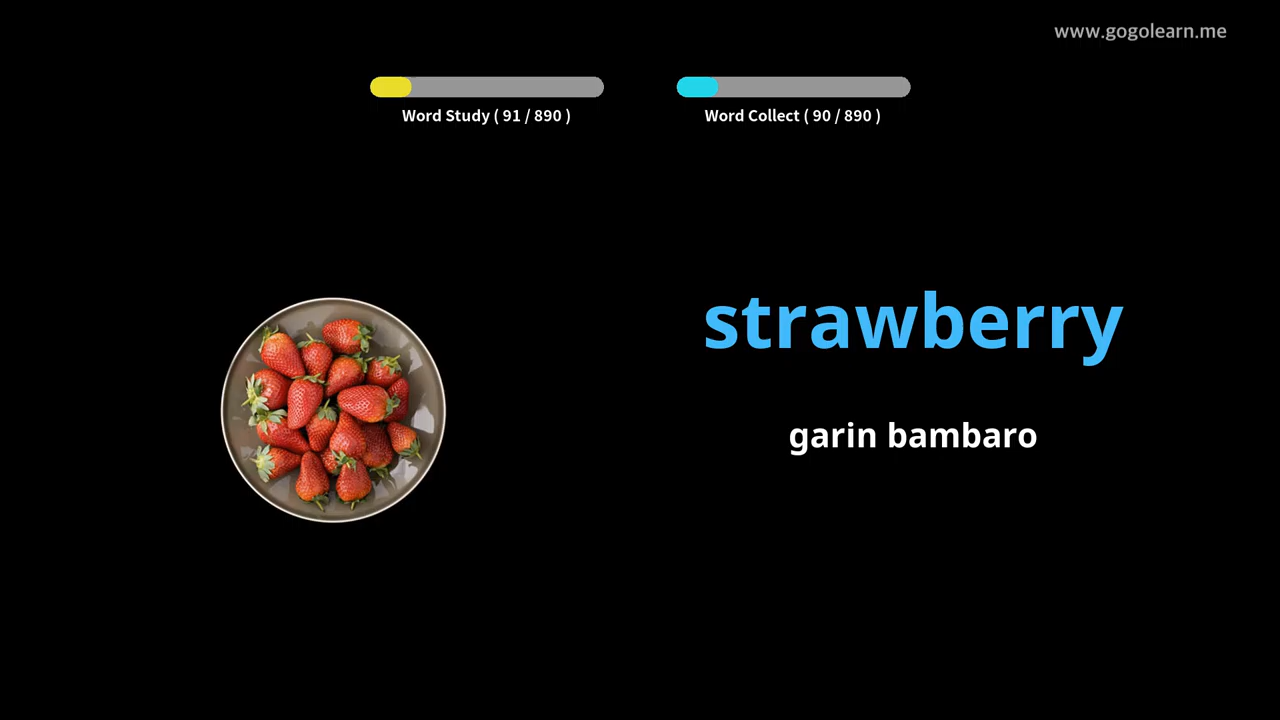 www.gogolearn.me
Word Study ( 91 / 890 )
Word Collect ( 90 / 890 )
strawberry
garin bambaro